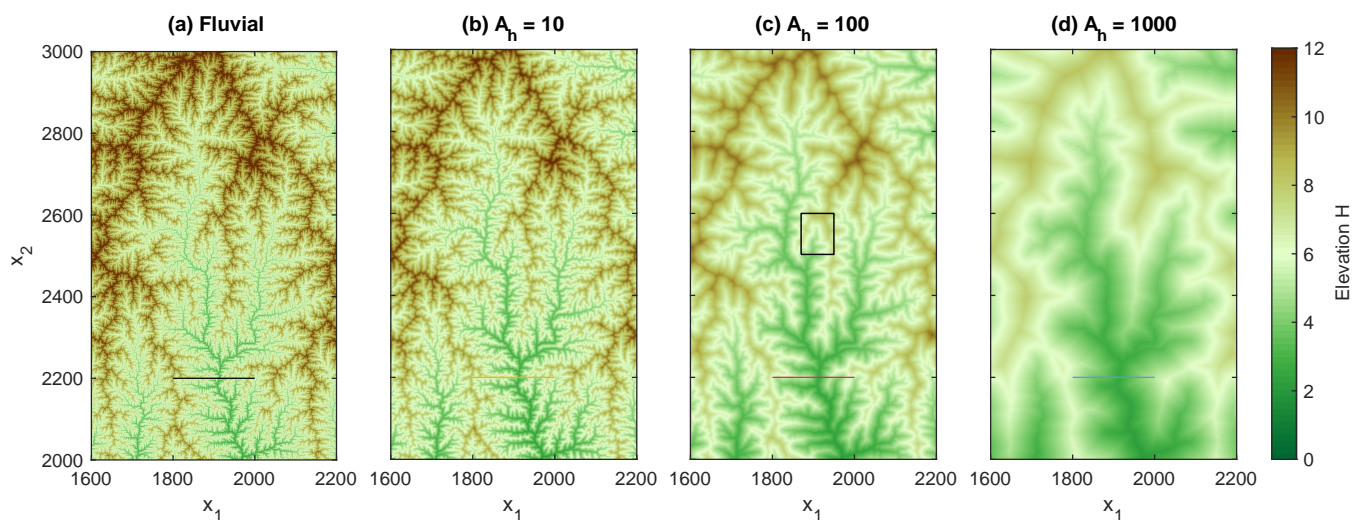 (a) Fluvial
(b) A_h = 10
(c) A_h = 100
(d) A_h = 1000
3000
2800
2600
2400
2200
2000
x_2
1600 1800 2000 2200
1600 1800 2000 2200
1600 1800 2000 2200
1600 1800 2000 2200
x_1
x_1
x_1
x_1
12
10
8
6
4
2
0
Elevation H